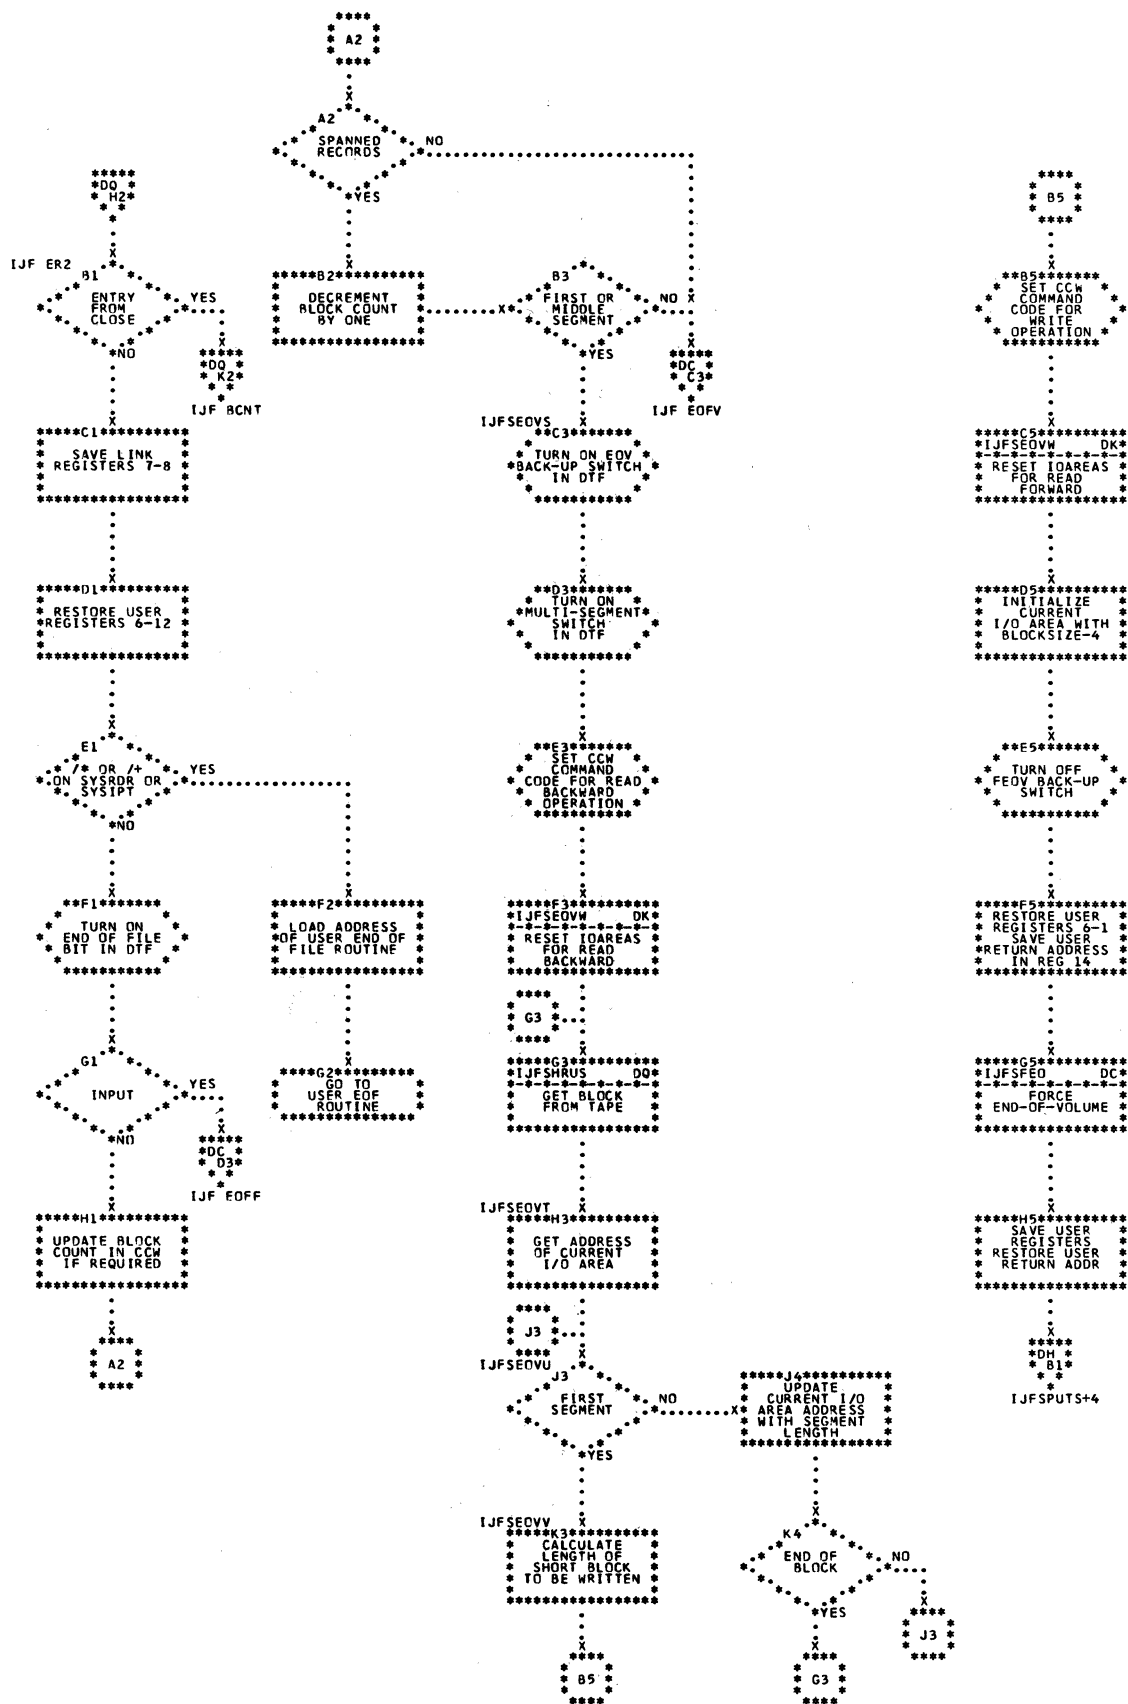 A2
A2
SPANNED
RECORDS
NO
YES
DQ
H2
IJF ER2
B1
ENTRY
FROM
CLOSE
YES
NO
DQ
K2
IJF BCNT
C1
SAVE LINK
REGISTERS 7-8
D1
RESTORE USER
REGISTERS 6-12
E1
/* OR /+
ON SYSRDR OR
SYSIPT
YES
NO
F1
TURN ON
END OF FILE
BIT IN DTF
G1
INPUT
YES
NO
DC
D3
IJF EOFF
H1
UPDATE BLOCK
COUNT IN CCW
IF REQUIRED
A2
B2
DECREMENT
BLOCK COUNT
BY ONE
F2
LOAD ADDRESS
OF USER END OF
FILE ROUTINE
G2
GO TO
USER EOF
ROUTINE
B3
FIRST OR
MIDDLE
SEGMENT
NO
YES
DC
C3
IJF EOFV
IJFSEOVS
C3
TURN ON EOV
BACK-UP SWITCH
IN DTF
D3
TURN ON
MULTI-SEGMENT
SWITCH
IN DTF
E3
SET CCW
COMMAND
CODE FOR READ
BACKWARD
OPERATION
F3
IJFSEOVW DK
RESET IOAREAS
FOR READ
BACKWARD
G3
G3
IJFSHRUS DQ
GET BLOCK
FROM TAPE
IJFSEOVT
H3
GET ADDRESS
OF CURRENT
I/O AREA
J3
IJFSEOVU
J3
FIRST
SEGMENT
NO
YES
J4
UPDATE
CURRENT I/O
AREA ADDRESS
WITH SEGMENT
LENGTH
IJFSEOVV
K3
CALCULATE
LENGTH OF
SHORT BLOCK
TO BE WRITTEN
B5
K4
END OF
BLOCK
NO
YES
J3
G3
B5
B5
SET CCW
COMMAND
CODE FOR
WRITE
OPERATION
C5
IJFSEOVW DK
RESET IOAREAS
FOR READ
FORWARD
D5
INITIALIZE
CURRENT
I/O AREA WITH
BLOCKSIZE-4
E5
TURN OFF
FEOV BACK-UP
SWITCH
F5
RESTORE USER
REGISTERS 6-1
SAVE USER
RETURN ADDRESS
IN REG 14
G5
IJFSFEO DC
FORCE
END-OF-VOLUME
H5
SAVE USER
REGISTERS
RESTORE USER
RETURN ADDR
DH
B1
IJFSPUTS+4